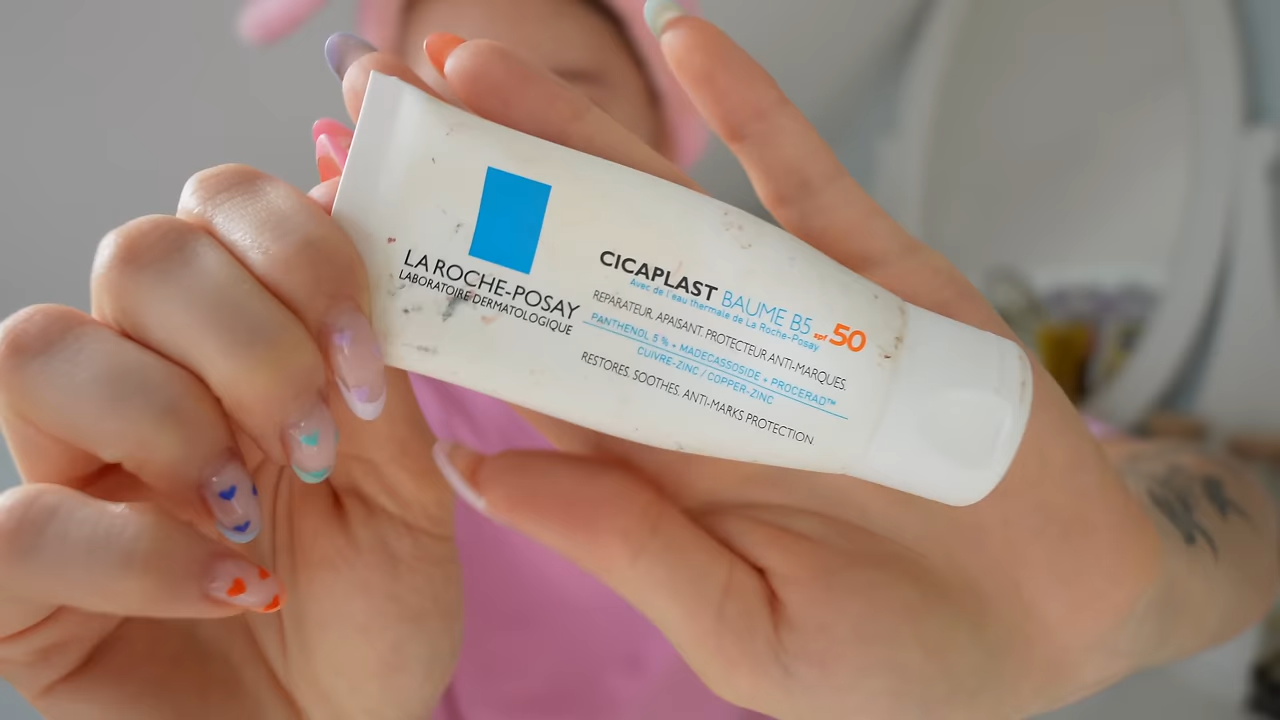 LA ROCHE-POSAY
LABORATOIRE DERMATOLOGIQUE
CICAPLAST BAUME B5 spf 50
Avec de l'eau thermale de La Roche-Posay
REPARATEUR. APAISANT. PROTECTEUR ANTI-MARQUES.
PANTHENOL 5 % + MADECASSOSIDE + PROCERAD™
CUIVRE-ZINC / COPPER-ZINC
RESTORES. SOOTHES. ANTI-MARKS PROTECTION